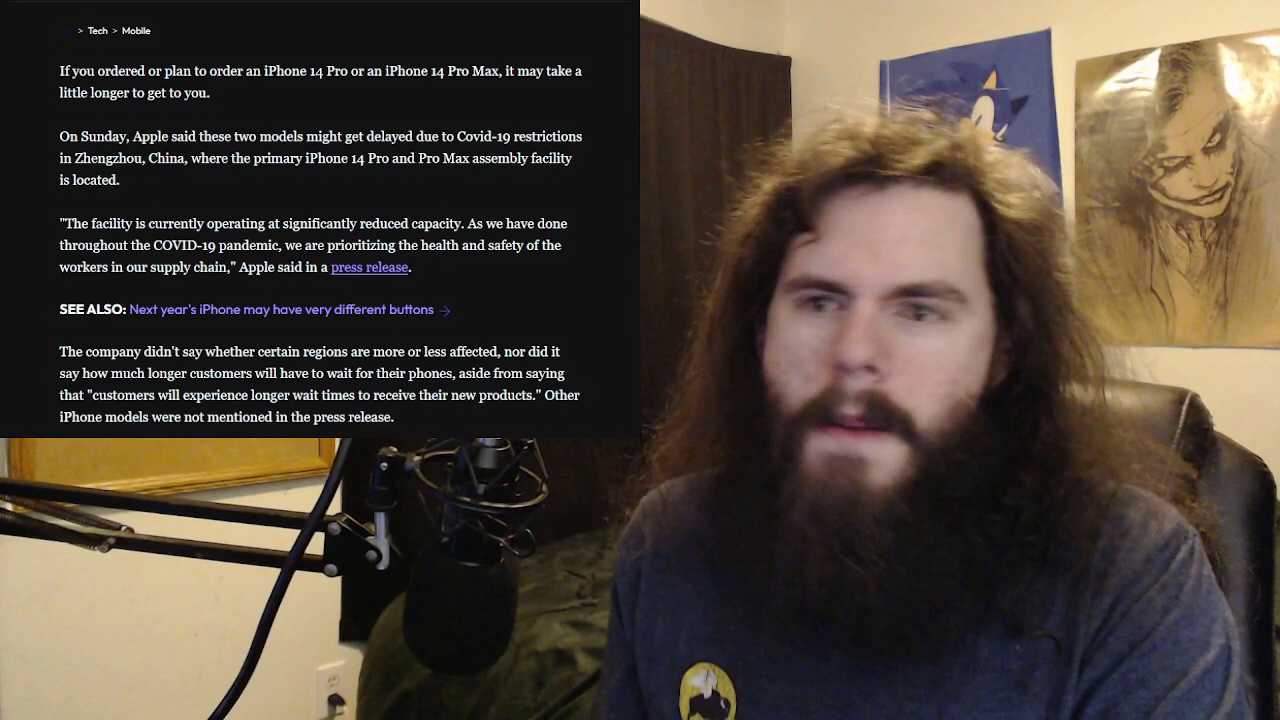 > Tech > Mobile
If you ordered or plan to order an iPhone 14 Pro or an iPhone 14 Pro Max, it may take a
little longer to get to you.
On Sunday, Apple said these two models might get delayed due to Covid-19 restrictions
in Zhengzhou, China, where the primary iPhone 14 Pro and Pro Max assembly facility
is located.
"The facility is currently operating at significantly reduced capacity. As we have done
throughout the COVID-19 pandemic, we are prioritizing the health and safety of the
workers in our supply chain," Apple said in a press release.
SEE ALSO: Next year's iPhone may have very different buttons →
The company didn't say whether certain regions are more or less affected, nor did it
say how much longer customers will have to wait for their phones, aside from saying
that "customers will experience longer wait times to receive their new products." Other
iPhone models were not mentioned in the press release.